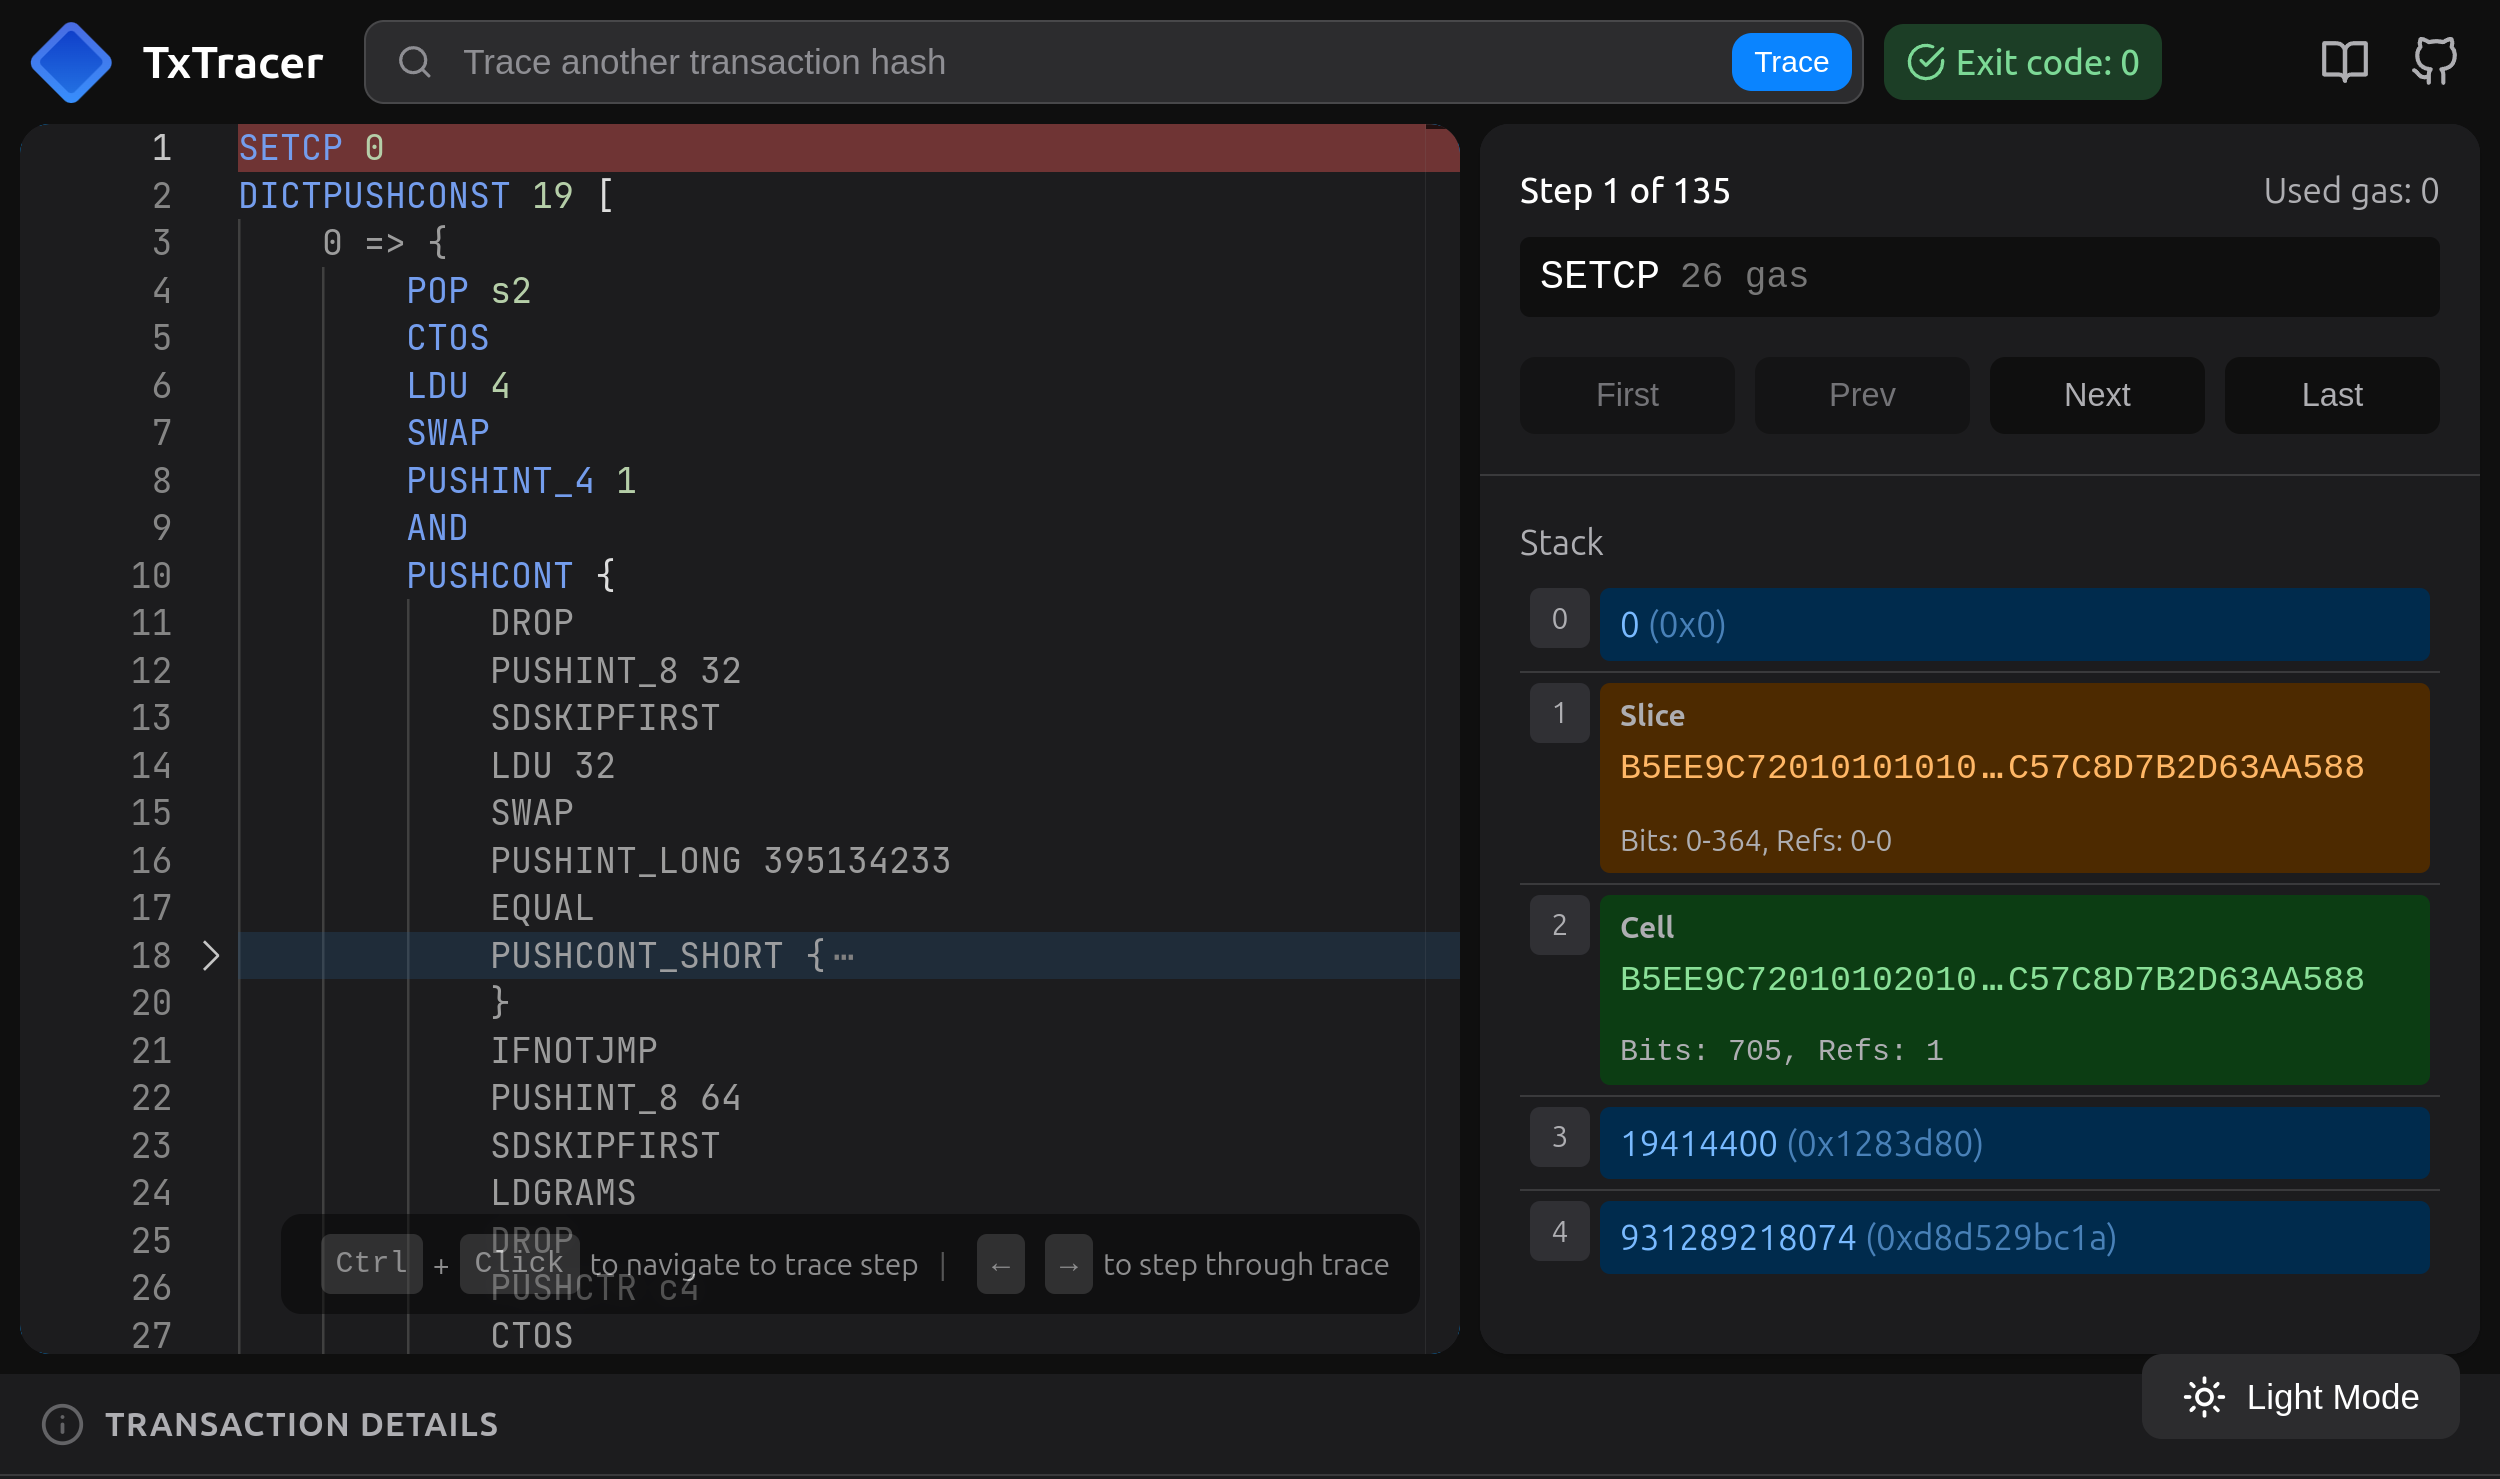 TxTracer
Trace another transaction hash
Trace
Exit code: 0
1 SETCP 0
2 DICTPUSHCONST 19 [
3 0 => {
4 POP s2
5 CTOS
6 LDU 4
7 SWAP
8 PUSHINT_4 1
9 AND
10 PUSHCONT {
11 DROP
12 PUSHINT_8 32
13 SDSKIPFIRST
14 LDU 32
15 SWAP
16 PUSHINT_LONG 395134233
17 EQUAL
18 PUSHCONT_SHORT {⋯
20 }
21 IFNOTJMP
22 PUSHINT_8 64
23 SDSKIPFIRST
24 LDGRAMS
25 DROP
26 PUSHCTR c4
27 CTOS
Ctrl + Click to navigate to trace step | ← → to step through trace
Step 1 of 135
Used gas: 0
SETCP 26 gas
First
Prev
Next
Last
Stack
0
0 (0x0)
1
Slice
B5EE9C72010101010…C57C8D7B2D63AA588
Bits: 0-364, Refs: 0-0
2
Cell
B5EE9C72010102010…C57C8D7B2D63AA588
Bits: 705, Refs: 1
3
19414400 (0x1283d80)
4
931289218074 (0xd8d529bc1a)
TRANSACTION DETAILS
Light Mode